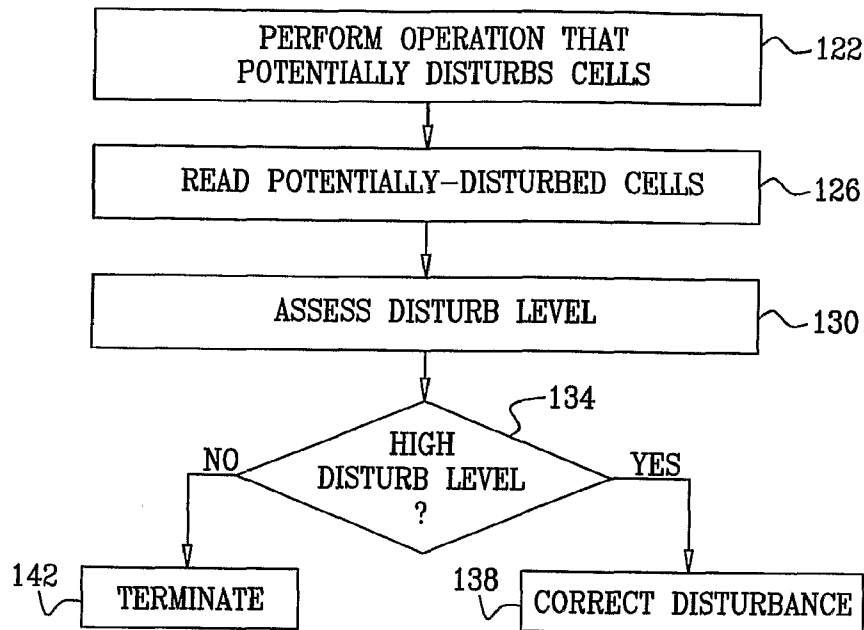 PERFORM OPERATION THAT
POTENTIALLY DISTURBS CELLS
122
READ POTENTIALLY-DISTURBED CELLS
126
ASSESS DISTURB LEVEL
130
134
HIGH
DISTURB LEVEL
?
NO
YES
142
TERMINATE
138
CORRECT DISTURBANCE